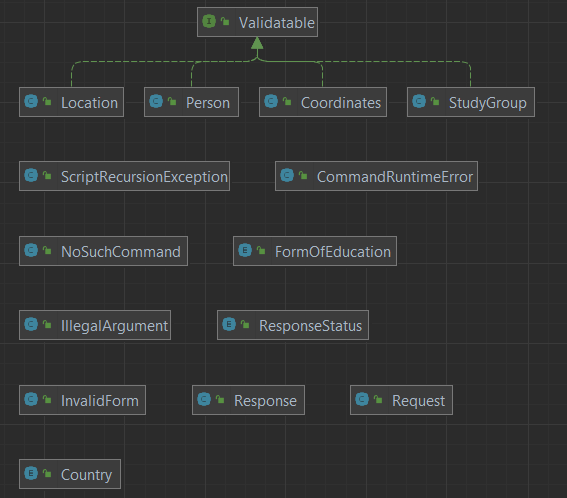 I Validatable
C Location C Person C Coordinates C StudyGroup
C ScriptRecursionException C CommandRuntimeError
C NoSuchCommand E FormOfEducation
C IllegalArgument E ResponseStatus
C InvalidForm C Response C Request
E Country